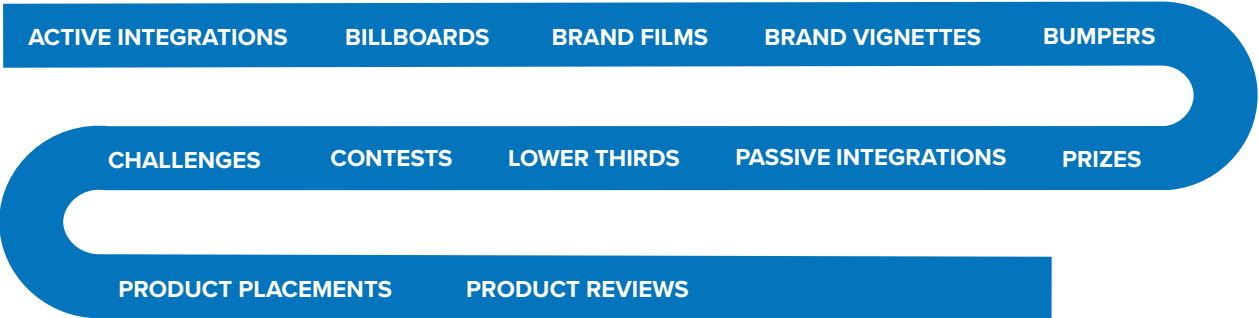 ACTIVE INTEGRATIONS BILLBOARDS BRAND FILMS BRAND VIGNETTES BUMPERS
CHALLENGES CONTESTS LOWER THIRDS PASSIVE INTEGRATIONS PRIZES
PRODUCT PLACEMENTS PRODUCT REVIEWS